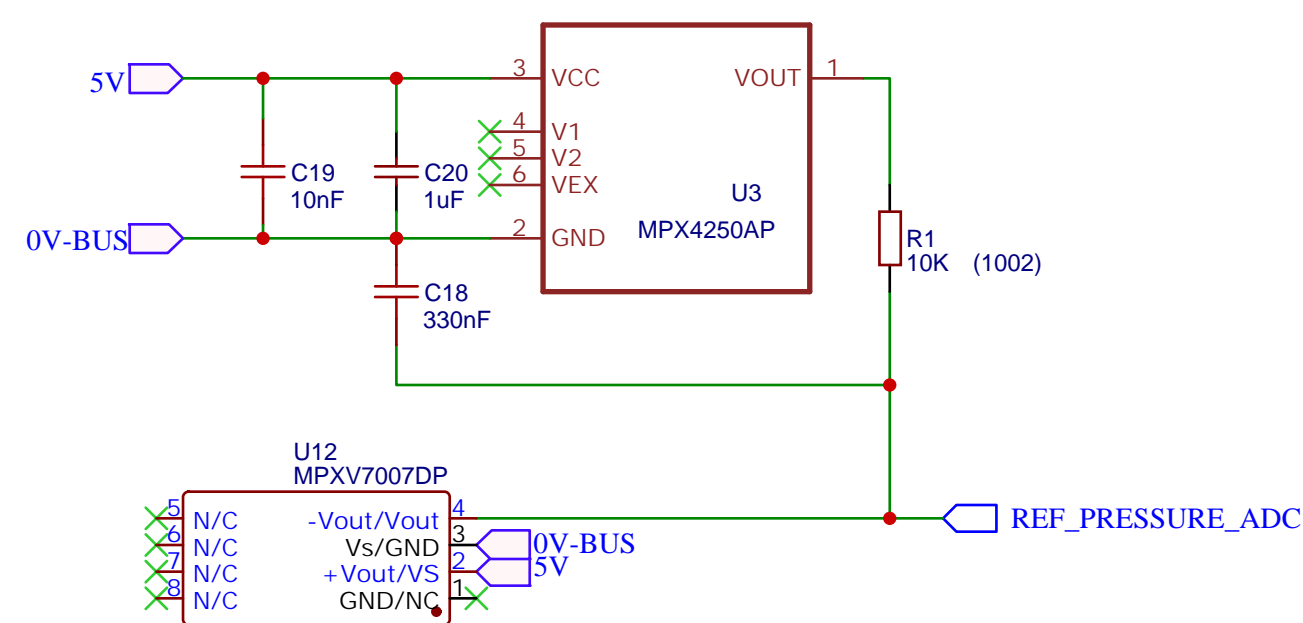 5V
3 VCC
VOUT 1
4 V1
5 V2
6 VEX
C19
10nF
C20
1uF
U3
MPX4250AP
0V-BUS
2 GND
R1
10K (1002)
C18
330nF
U12
MPXV7007DP
5 N/C
-Vout/Vout 4
REF_PRESSURE_ADC
6 N/C
Vs/GND 3
0V-BUS
7 N/C
+Vout/VS 2
5V
8 N/C
GND/NC 1